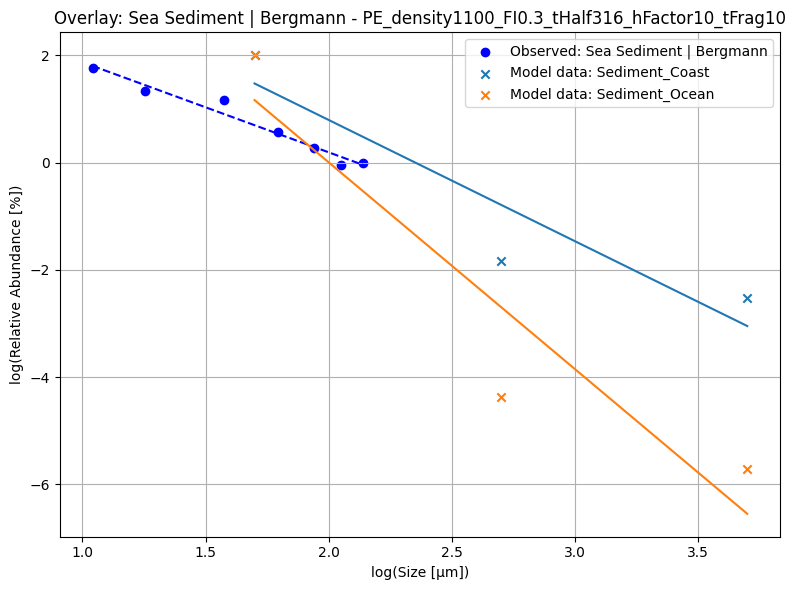 Overlay: Sea Sediment | Bergmann - PE_density1100_FI0.3_tHalf316_hFactor10_tFrag10
Observed: Sea Sediment | Bergmann
Model data: Sediment_Coast
Model data: Sediment_Ocean
log(Relative Abundance [%])
2
0
−2
−4
−6
1.0 1.5 2.0 2.5 3.0 3.5
log(Size [µm])